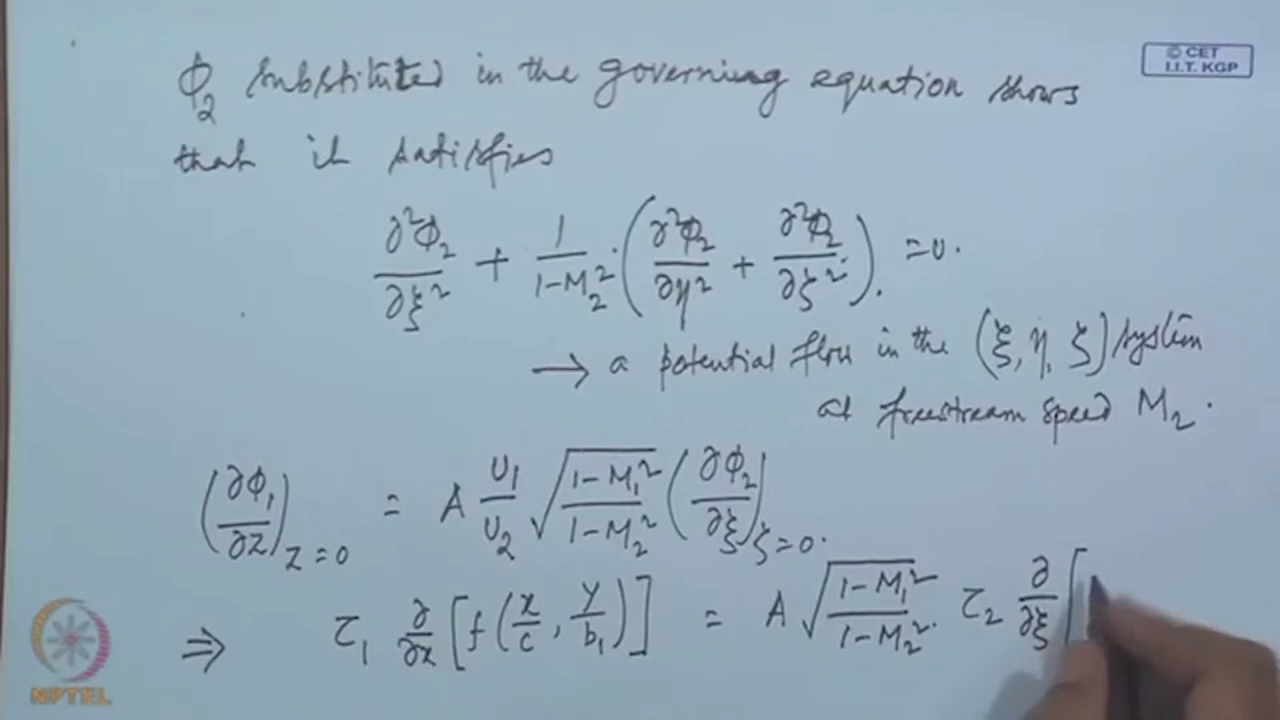 © CET
I.I.T. KGP
ϕ₂ substituted in the governing equation shows
that it satisfies
∂²ϕ₂/∂ξ² + 1/(1-M₂²) (∂²ϕ₂/∂η² + ∂²ϕ₂/∂ζ²) = 0.
→ a potential flow in the (ξ, η, ζ) system
at freestream speed M₂.
(∂ϕ₁/∂z)_{z=0} = A U₁/U₂ √((1-M₁²)/(1-M₂²)) (∂ϕ₂/∂ξ)_{ζ=0}.
⇒ τ₁ ∂/∂x [f(x/c, y/b₁)] = A √((1-M₁²)/(1-M₂²)) τ₂ ∂/∂ξ [
NPTEL